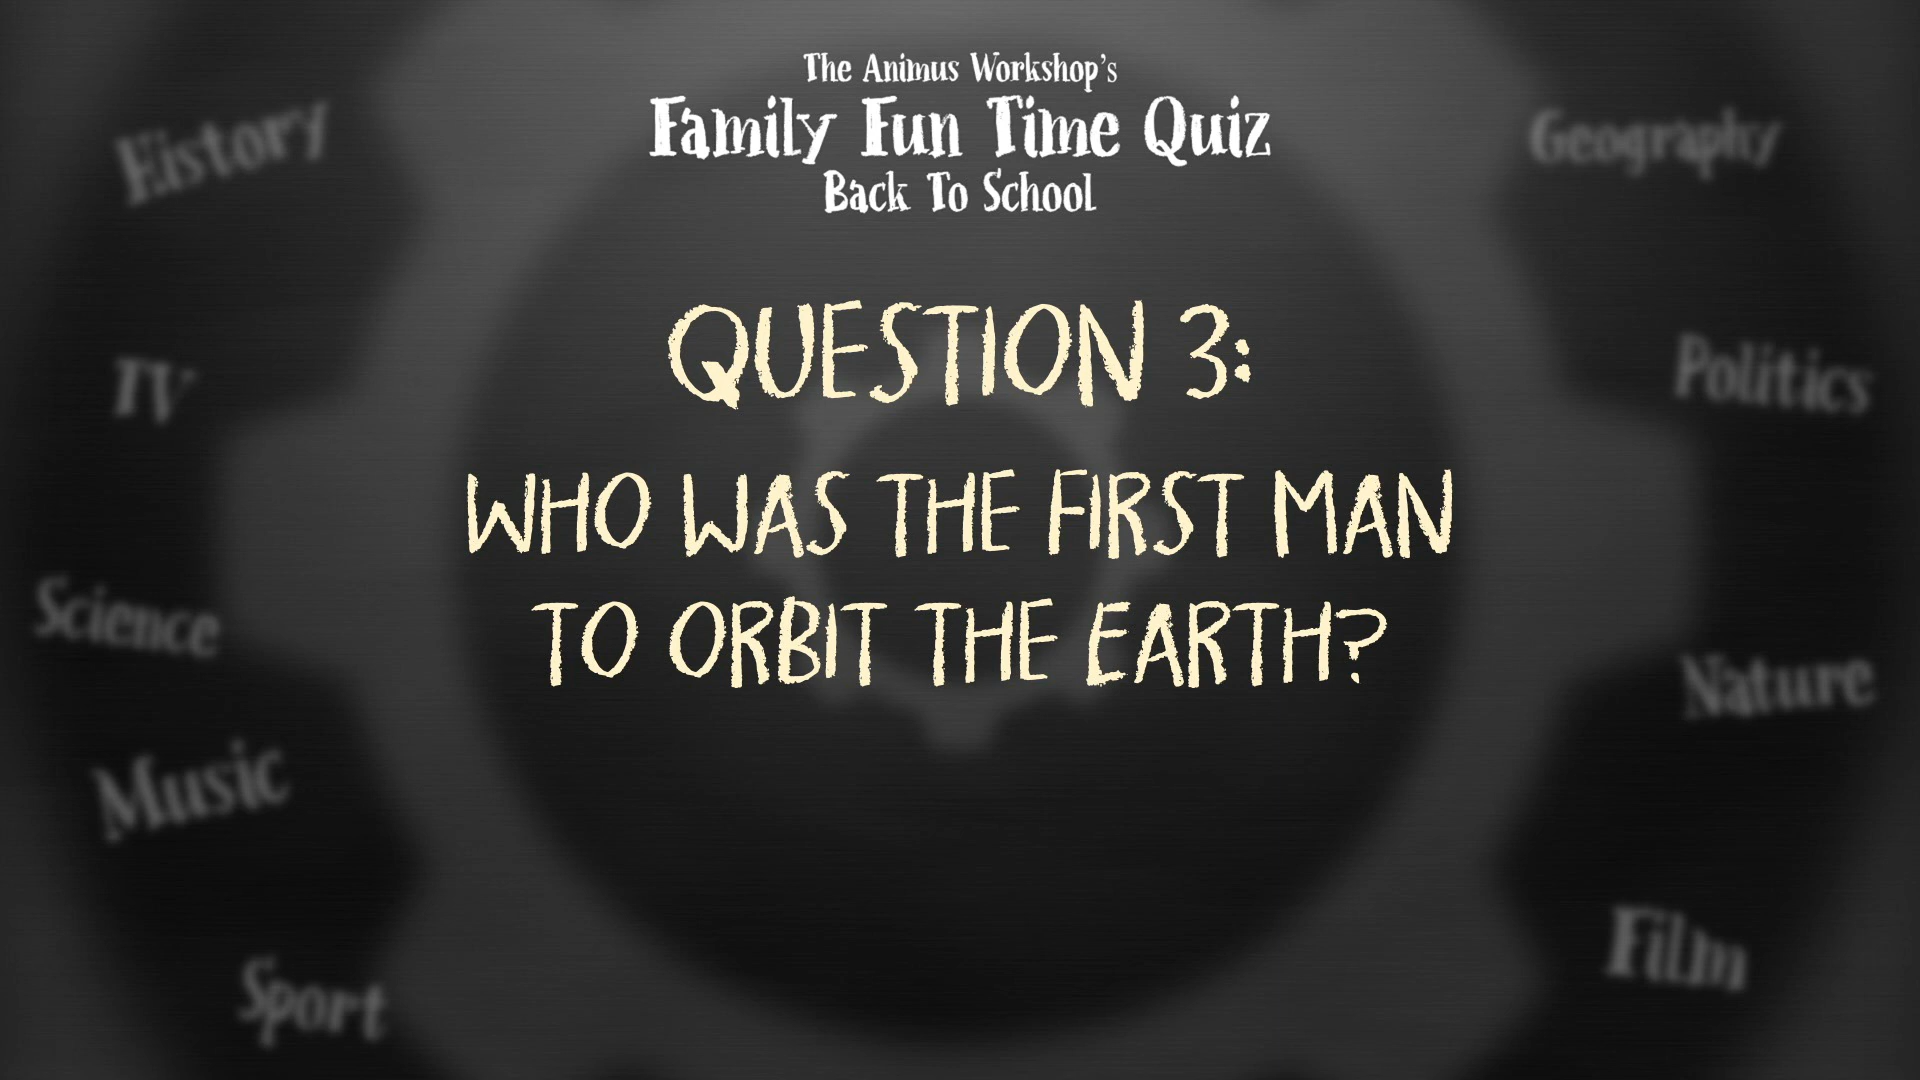 The Animus Workshop's
Family Fun Time Quiz
Back To School
History
Geography
QUESTION 3:
TV
Politics
WHO WAS THE FIRST MAN
TO ORBIT THE EARTH?
Science
Nature
Music
Film
Sport